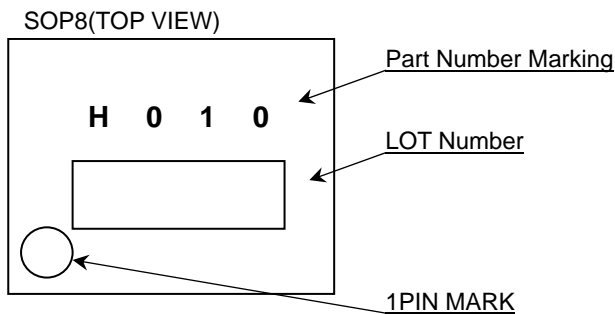 SOP8(TOP VIEW)
Part Number Marking
H 0 1 0
LOT Number
1PIN MARK